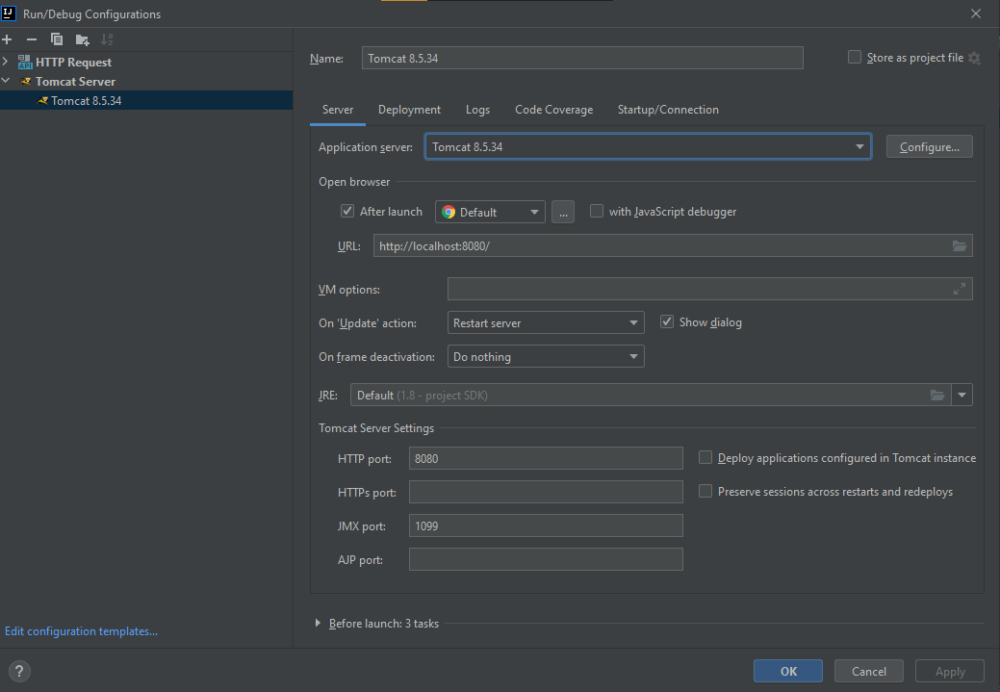 Run/Debug Configurations
HTTP Request
Tomcat Server
Tomcat 8.5.34
Edit configuration templates...
Name: Tomcat 8.5.34 Store as project file
Server Deployment Logs Code Coverage Startup/Connection
Application server: Tomcat 8.5.34 Configure...
Open browser
After launch Default ... with JavaScript debugger
URL: http://localhost:8080/
VM options:
On 'Update' action: Restart server Show dialog
On frame deactivation: Do nothing
JRE: Default (1.8 - project SDK)
Tomcat Server Settings
HTTP port: 8080 Deploy applications configured in Tomcat instance
HTTPs port: Preserve sessions across restarts and redeploys
JMX port: 1099
AJP port:
Before launch: 3 tasks
? OK Cancel Apply